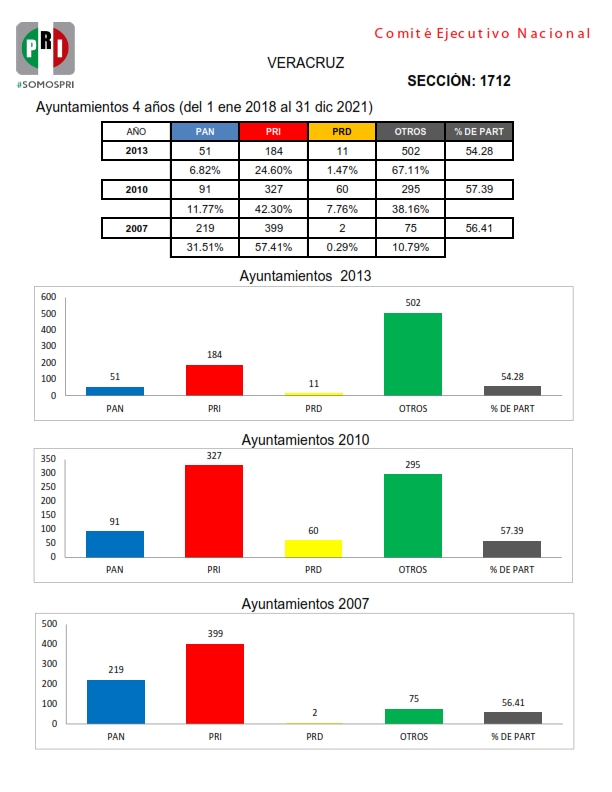 Comité Ejecutivo Nacional
PRI
#SOMOSPRI
VERACRUZ
SECCIÓN: 1712
Ayuntamientos 4 años (del 1 ene 2018 al 31 dic 2021)
AÑO PAN PRI PRD OTROS % DE PART
2013 51 184 11 502 54.28
6.82% 24.60% 1.47% 67.11%
2010 91 327 60 295 57.39
11.77% 42.30% 7.76% 38.16%
2007 219 399 2 75 56.41
31.51% 57.41% 0.29% 10.79%
Ayuntamientos 2013
600
500
400
300
200
100
0
51 184 11 502 54.28
PAN PRI PRD OTROS % DE PART
Ayuntamientos 2010
350
300
250
200
150
100
50
0
91 327 60 295 57.39
PAN PRI PRD OTROS % DE PART
Ayuntamientos 2007
500
400
300
200
100
0
219 399 2 75 56.41
PAN PRI PRD OTROS % DE PART